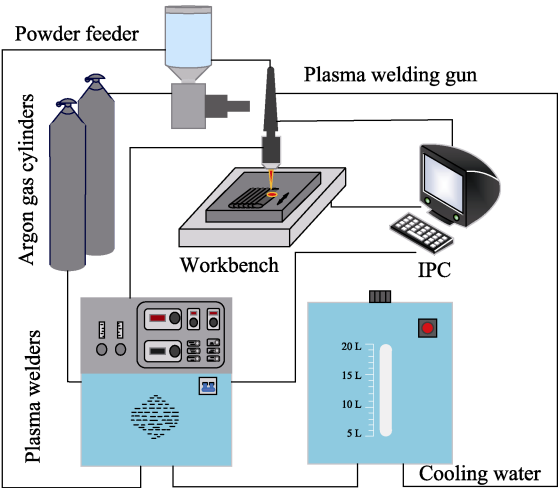 Powder feeder
Plasma welding gun
Argon gas cylinders
Workbench
IPC
Plasma welders
20 L
15 L
10 L
5 L
Cooling water